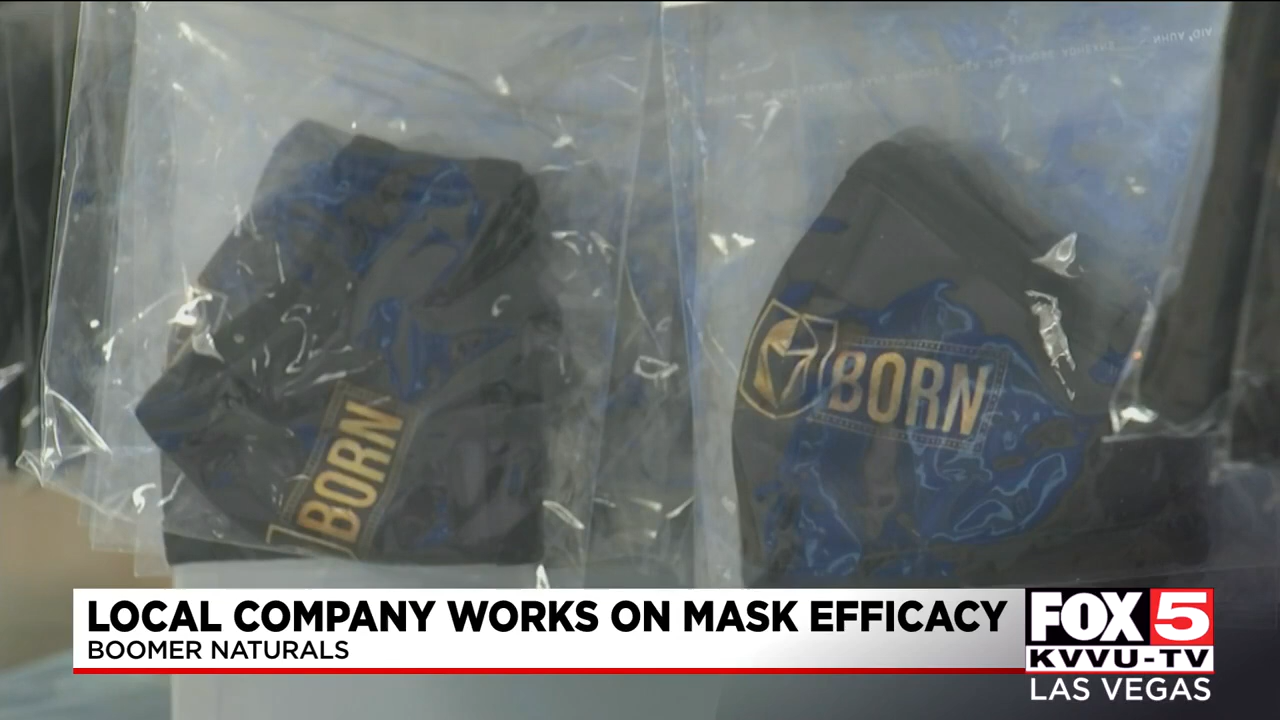 BORN
BORN
LOCAL COMPANY WORKS ON MASK EFFICACY
BOOMER NATURALS
FOX 5
KVVU-TV
LAS VEGAS